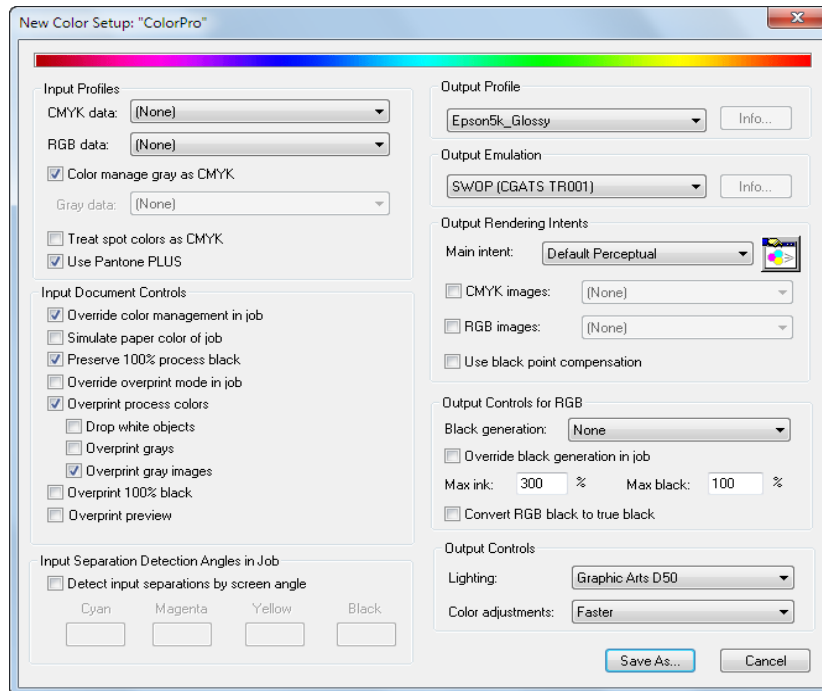 New Color Setup: "ColorPro"
Input Profiles
CMYK data: (None)
RGB data: (None)
Color manage gray as CMYK
Gray data: (None)
Treat spot colors as CMYK
Use Pantone PLUS
Input Document Controls
Override color management in job
Simulate paper color of job
Preserve 100% process black
Override overprint mode in job
Overprint process colors
Drop white objects
Overprint grays
Overprint gray images
Overprint 100% black
Overprint preview
Input Separation Detection Angles in Job
Detect input separations by screen angle
Cyan Magenta Yellow Black
Output Profile
Epson5k_Glossy Info...
Output Emulation
SWOP (CGATS TR001) Info...
Output Rendering Intents
Main intent: Default Perceptual
CMYK images: (None)
RGB images: (None)
Use black point compensation
Output Controls for RGB
Black generation: None
Override black generation in job
Max ink: 300 % Max black: 100 %
Convert RGB black to true black
Output Controls
Lighting: Graphic Arts D50
Color adjustments: Faster
Save As... Cancel